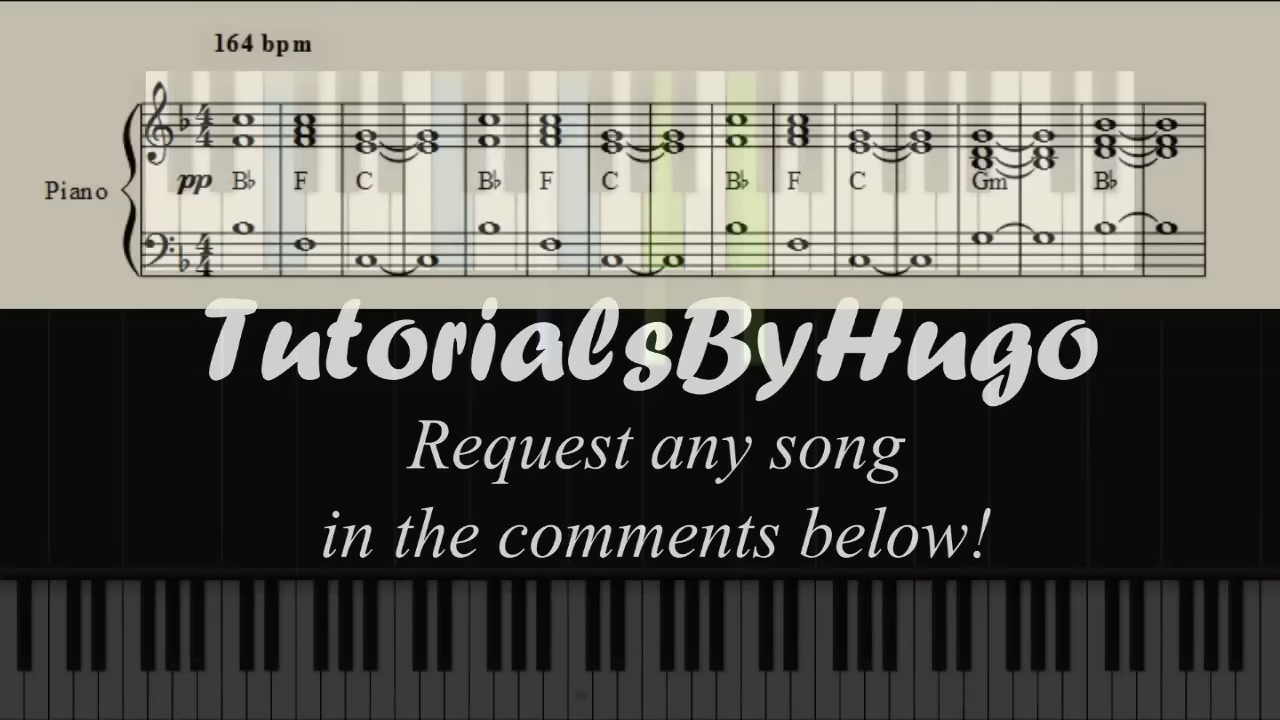 164 bpm
Piano
pp B♭ F C B♭ F C B♭ F C Gm B♭
TutorialsByHugo
Request any song
in the comments below!